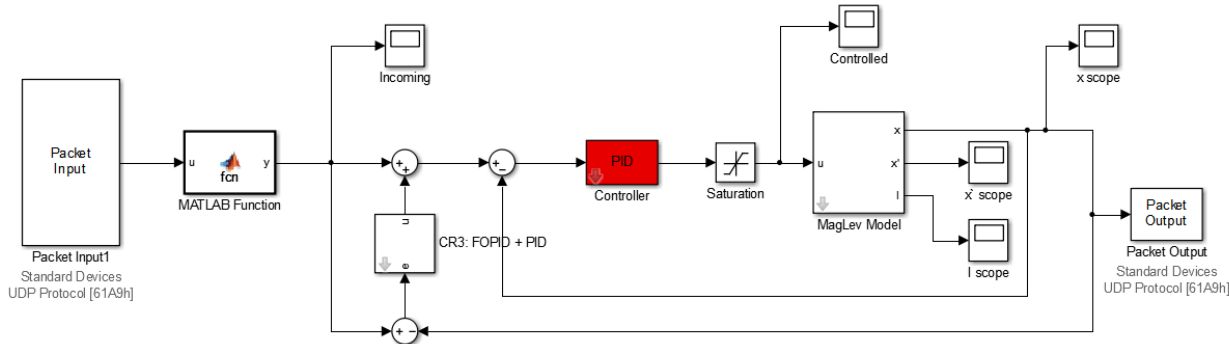 Packet
Input
Packet Input1
Standard Devices
UDP Protocol [61A9h]
u
fcn
y
MATLAB Function
Incoming
+
+
u
e
CR3: FOPID + PID
+ −
+
−
PID
Controller
Saturation
Controlled
u
x
x'
I
MagLev Model
x scope
x` scope
I scope
Packet
Output
Packet Output
Standard Devices
UDP Protocol [61A9h]